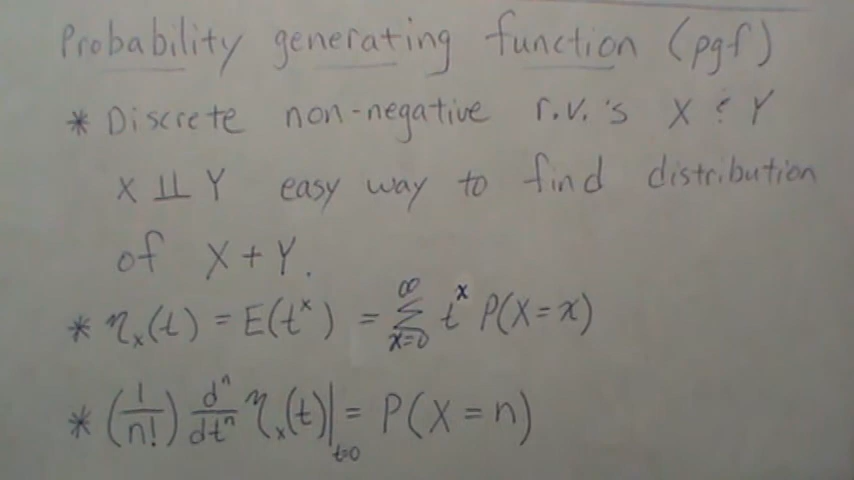 Probability generating function (pgf)
* Discrete non-negative r.v.'s X & Y
X ⫫ Y easy way to find distribution
of X + Y.
* η_x(t) = E(t^x) = ∑_{x=0}^{∞} t^x P(X=x)
* (1/n!) d^n/dt^n η_x(t)|_{t=0} = P(X=n)